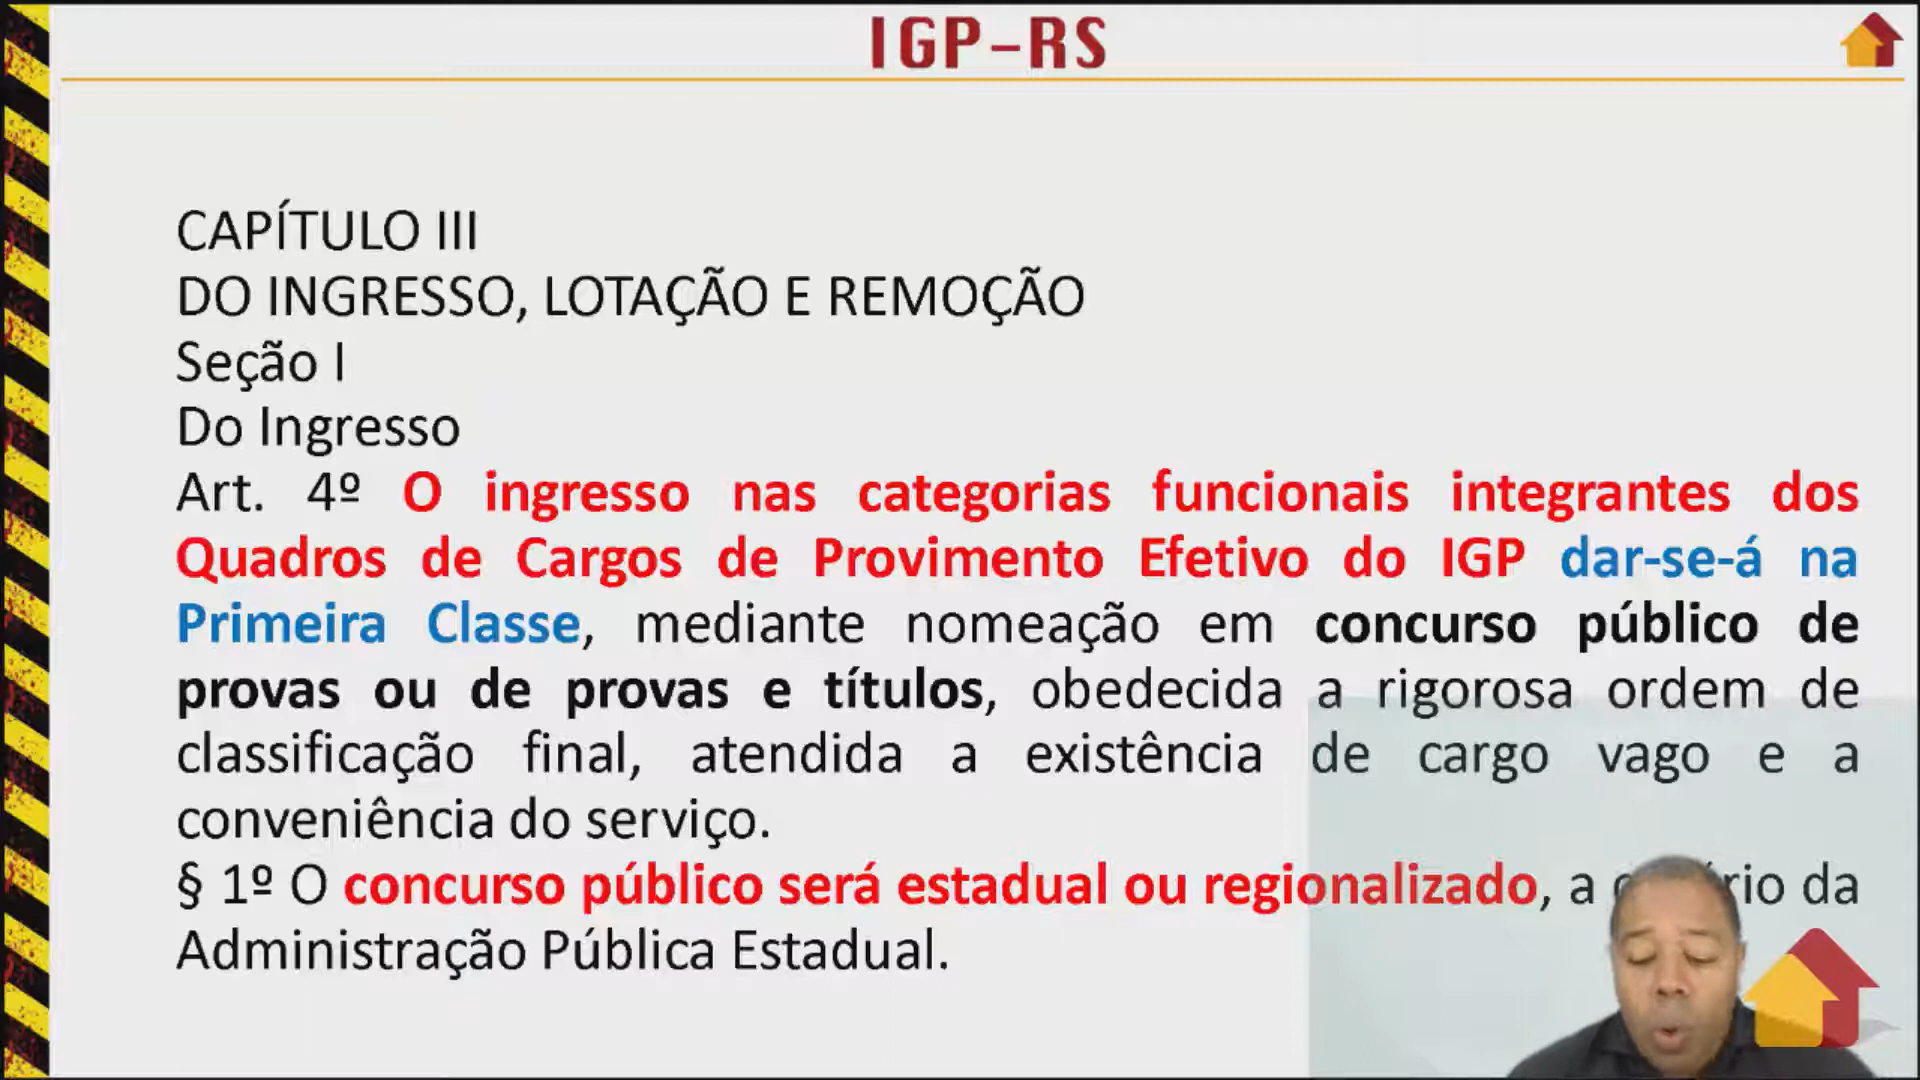 IGP-RS
CAPÍTULO III
DO INGRESSO, LOTAÇÃO E REMOÇÃO
Seção I
Do Ingresso
Art. 4º O ingresso nas categorias funcionais integrantes dos
Quadros de Cargos de Provimento Efetivo do IGP dar-se-á na
Primeira Classe, mediante nomeação em concurso público de
provas ou de provas e títulos, obedecida a rigorosa ordem de
classificação final, atendida a existência de cargo vago e a
conveniência do serviço.
§ 1º O concurso público será estadual ou regionalizado, a da
Administração Pública Estadual.